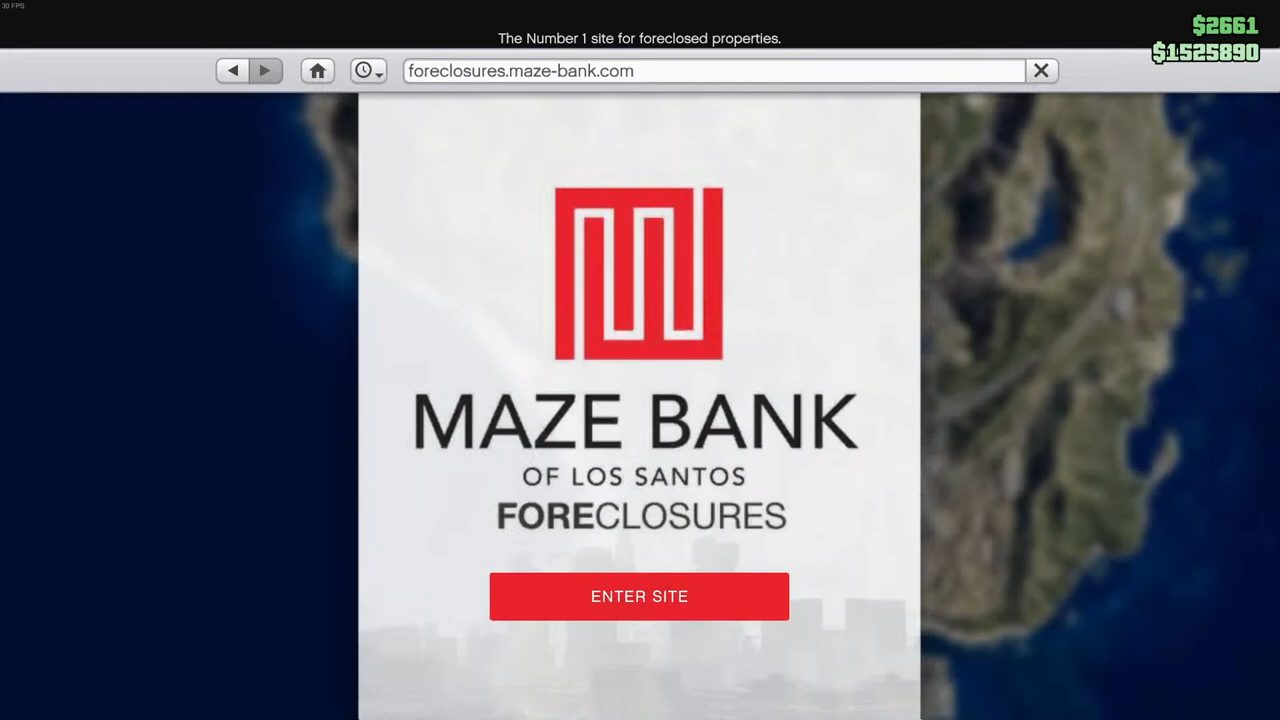 30 FPS
$2661
The Number 1 site for foreclosed properties.
$1525890
foreclosures.maze-bank.com
MAZE BANK
OF LOS SANTOS
FORECLOSURES
ENTER SITE